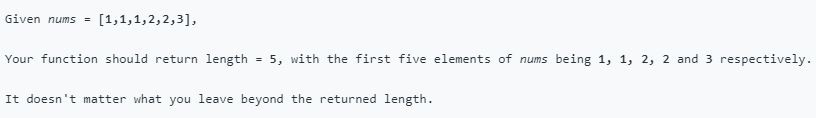 Given nums = [1,1,1,2,2,3],
Your function should return length = 5, with the first five elements of nums being 1, 1, 2, 2 and 3 respectively.
It doesn't matter what you leave beyond the returned length.